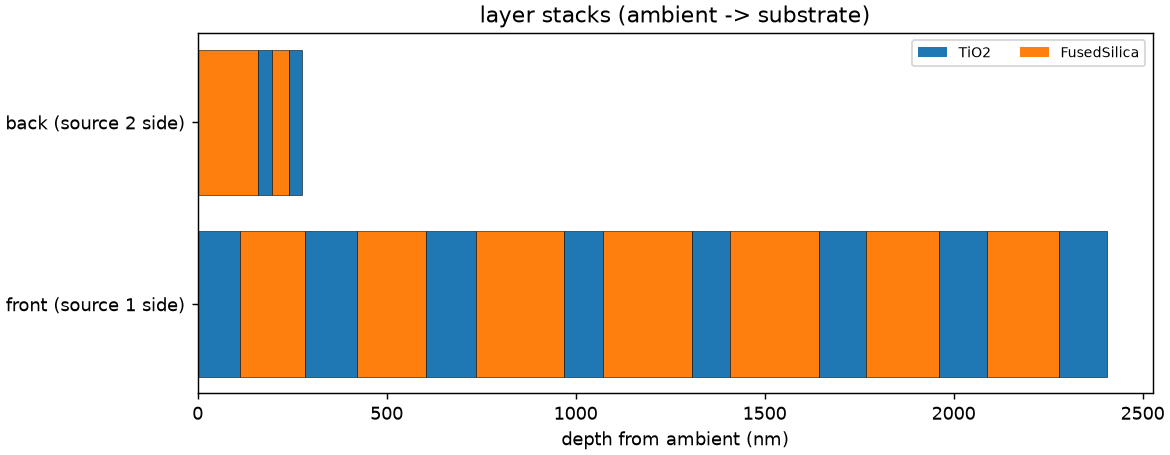 layer stacks (ambient -> substrate)
TiO2
FusedSilica
back (source 2 side)
front (source 1 side)
0
500
1000
1500
2000
2500
depth from ambient (nm)